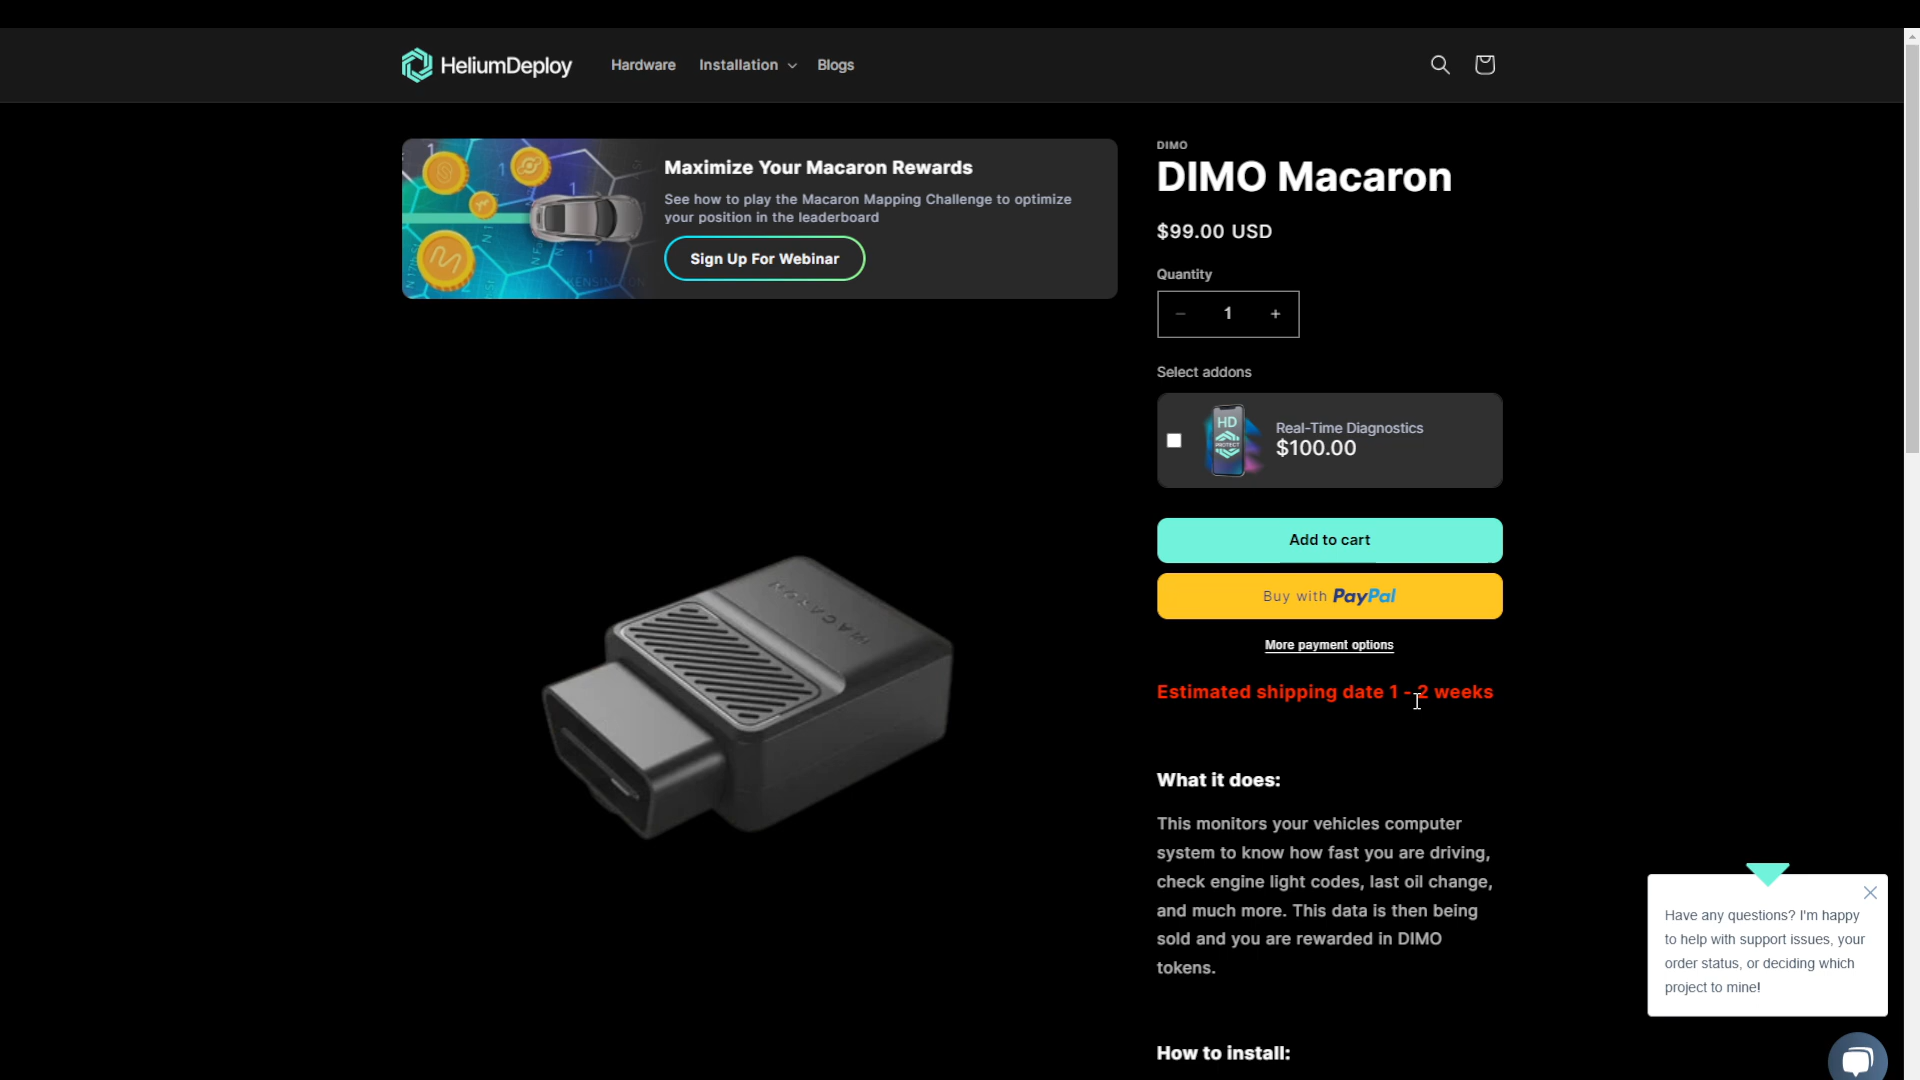 HeliumDeploy
Hardware
Installation
Blogs
Maximize Your Macaron Rewards
See how to play the Macaron Mapping Challenge to optimize
your position in the leaderboard
Sign Up For Webinar
DIMO
DIMO Macaron
$99.00 USD
Quantity
− 1 +
Select addons
HD
PROTECT
Real-Time Diagnostics
$100.00
Add to cart
Buy with PayPal
More payment options
Estimated shipping date 1 - 2 weeks
MACARON
What it does:
This monitors your vehicles computer
system to know how fast you are driving,
check engine light codes, last oil change,
and much more. This data is then being
sold and you are rewarded in DIMO
tokens.
How to install:
Have any questions? I'm happy
to help with support issues, your
order status, or deciding which
project to mine!